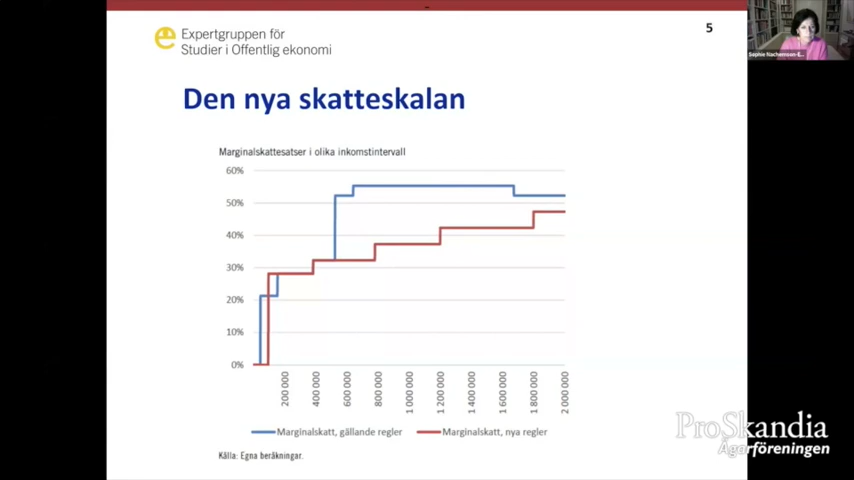 Expertgruppen för
Studier i Offentlig ekonomi
5
Den nya skatteskalan
Marginalskattesatser i olika inkomstintervall
60%
50%
40%
30%
20%
10%
0%
200 000
400 000
600 000
800 000
1 000 000
1 200 000
1 400 000
1 600 000
1 800 000
2 000 000
Marginalskatt, gällande regler
Marginalskatt, nya regler
Källa: Egna beräkningar.
Sophie Nachemson-E...
ProSkandia
Ägarföreningen